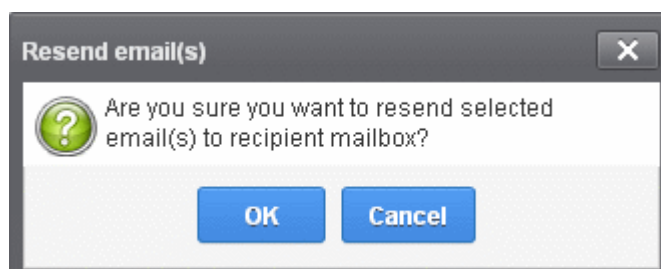 Resend email(s)
Are you sure you want to resend selected
email(s) to recipient mailbox?
OK Cancel